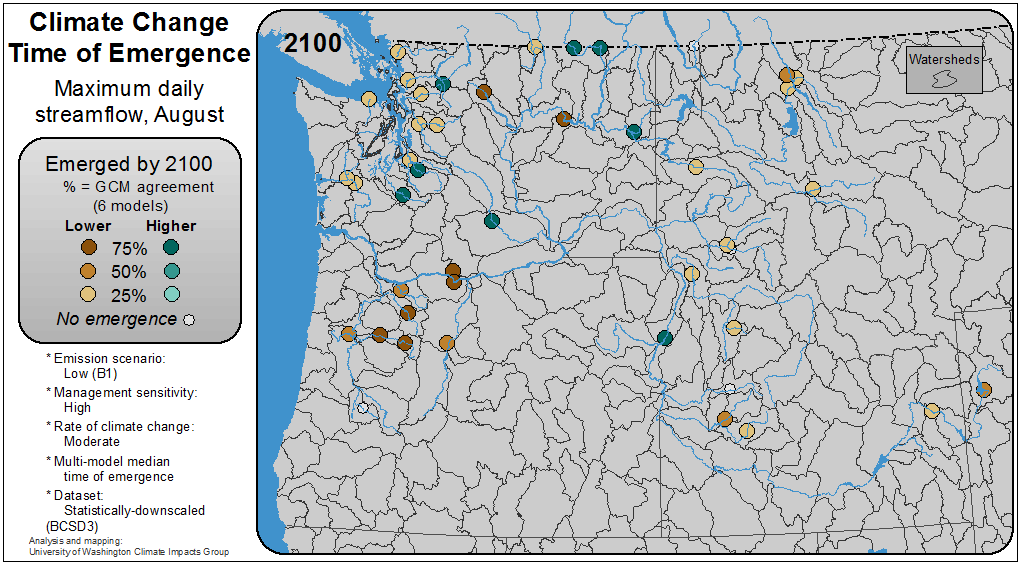 Climate Change
Time of Emergence
Maximum daily
streamflow, August
Emerged by 2100
% = GCM agreement
(6 models)
Lower Higher
75%
50%
25%
No emergence
* Emission scenario:
Low (B1)
* Management sensitivity:
High
* Rate of climate change:
Moderate
* Multi-model median
time of emergence
* Dataset:
Statistically-downscaled
(BCSD3)
Analysis and mapping:
University of Washington Climate Impacts Group
2100
Watersheds